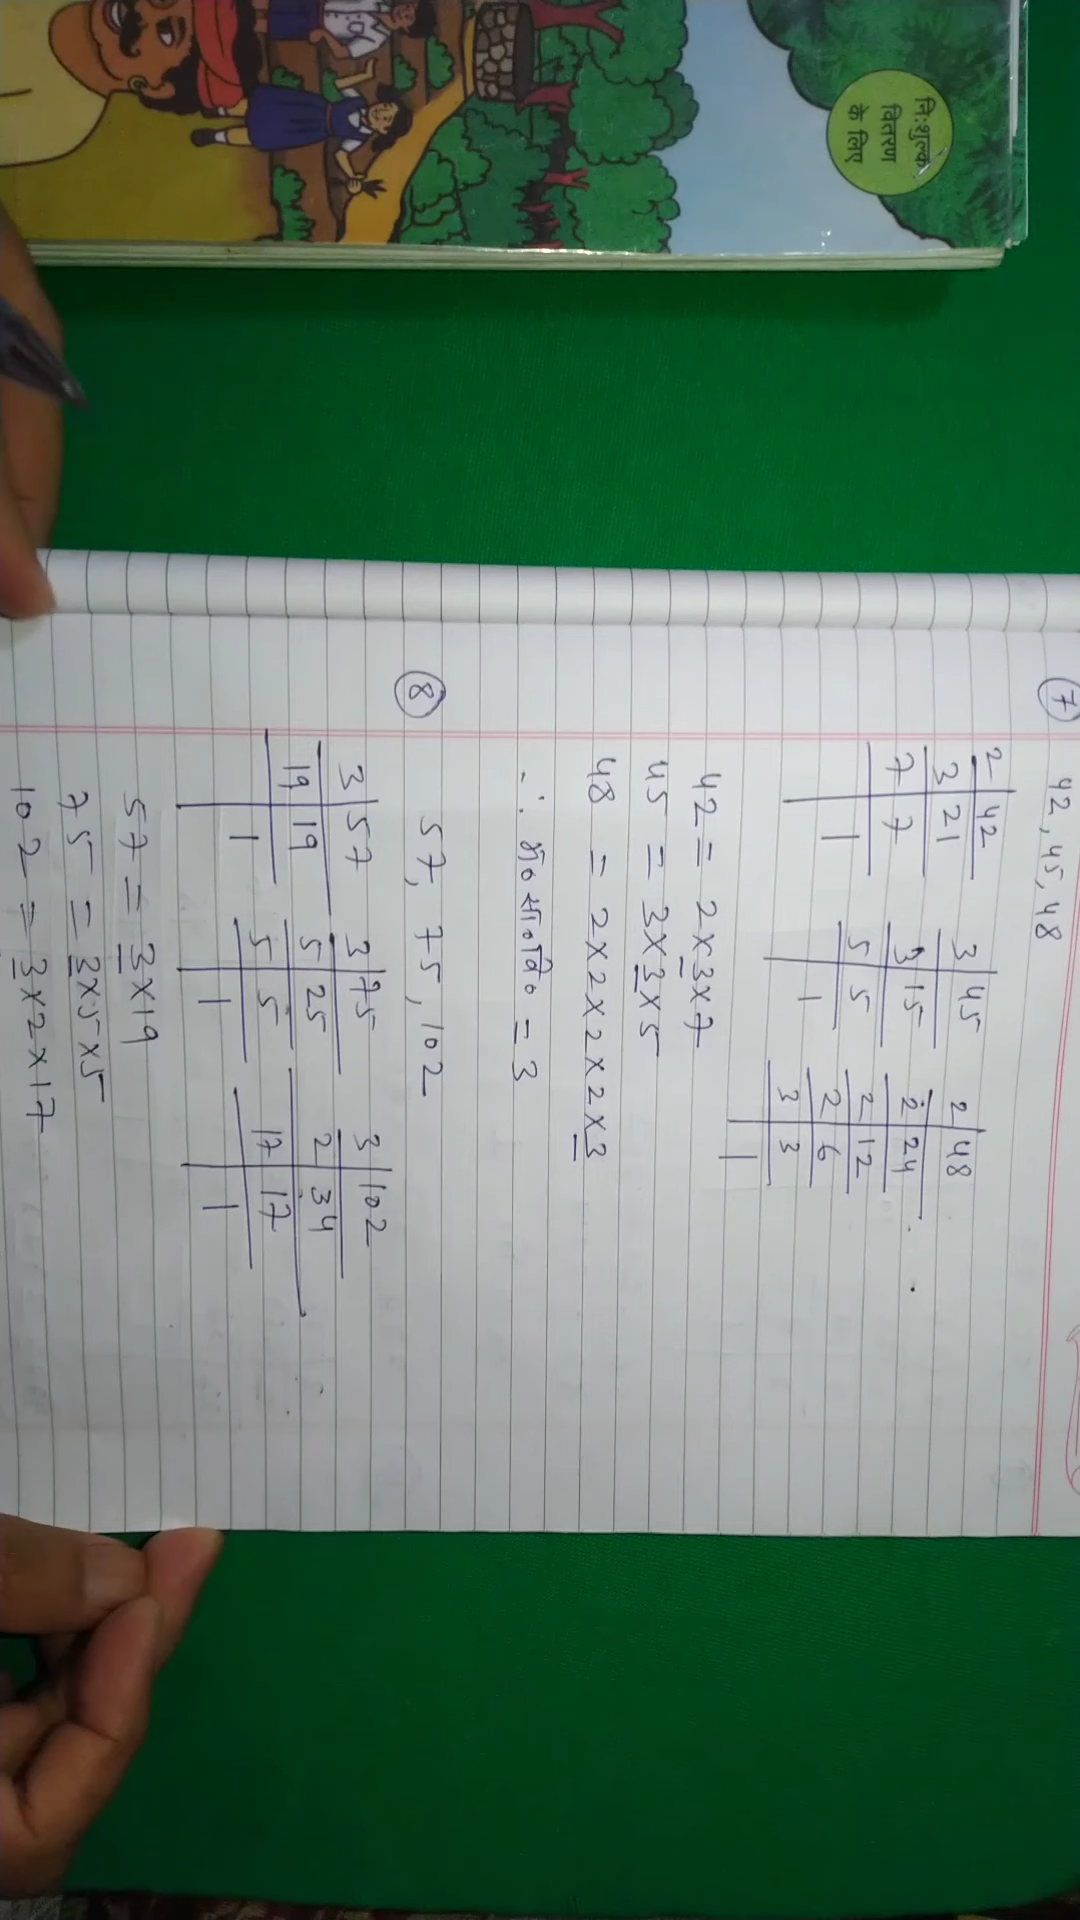 नि:शुल्क
वितरण
के लिए
7 42, 45, 48
2 42 3 45 2 48
3 21 3 15 2 24
7 7 5 5 2 12
1 1 2 6
3 3
1
42 = 2×3×7
45 = 3×3×5
48 = 2×2×2×2×3
∴ म० सा० वि० = 3
8 57, 75, 102
3 57 3 75 3 102
19 19 5 25 2 34
1 5 5 17 17
1 1
57 = 3×19
75 = 3×5×5
102 = 3×2×17